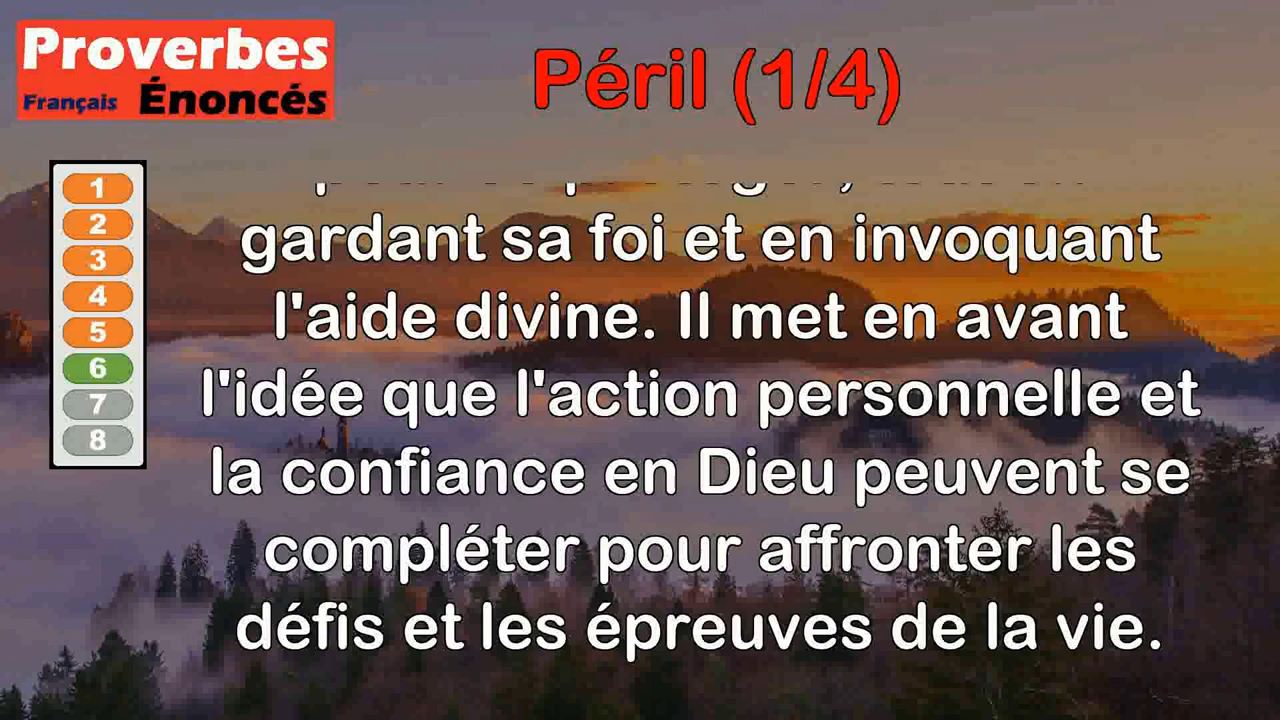 Proverbes
Français Énoncés
Péril (1/4)
1
2
3
4
5
6
7
8
gardant sa foi et en invoquant
l'aide divine. Il met en avant
l'idée que l'action personnelle et
la confiance en Dieu peuvent se
compléter pour affronter les
défis et les épreuves de la vie.